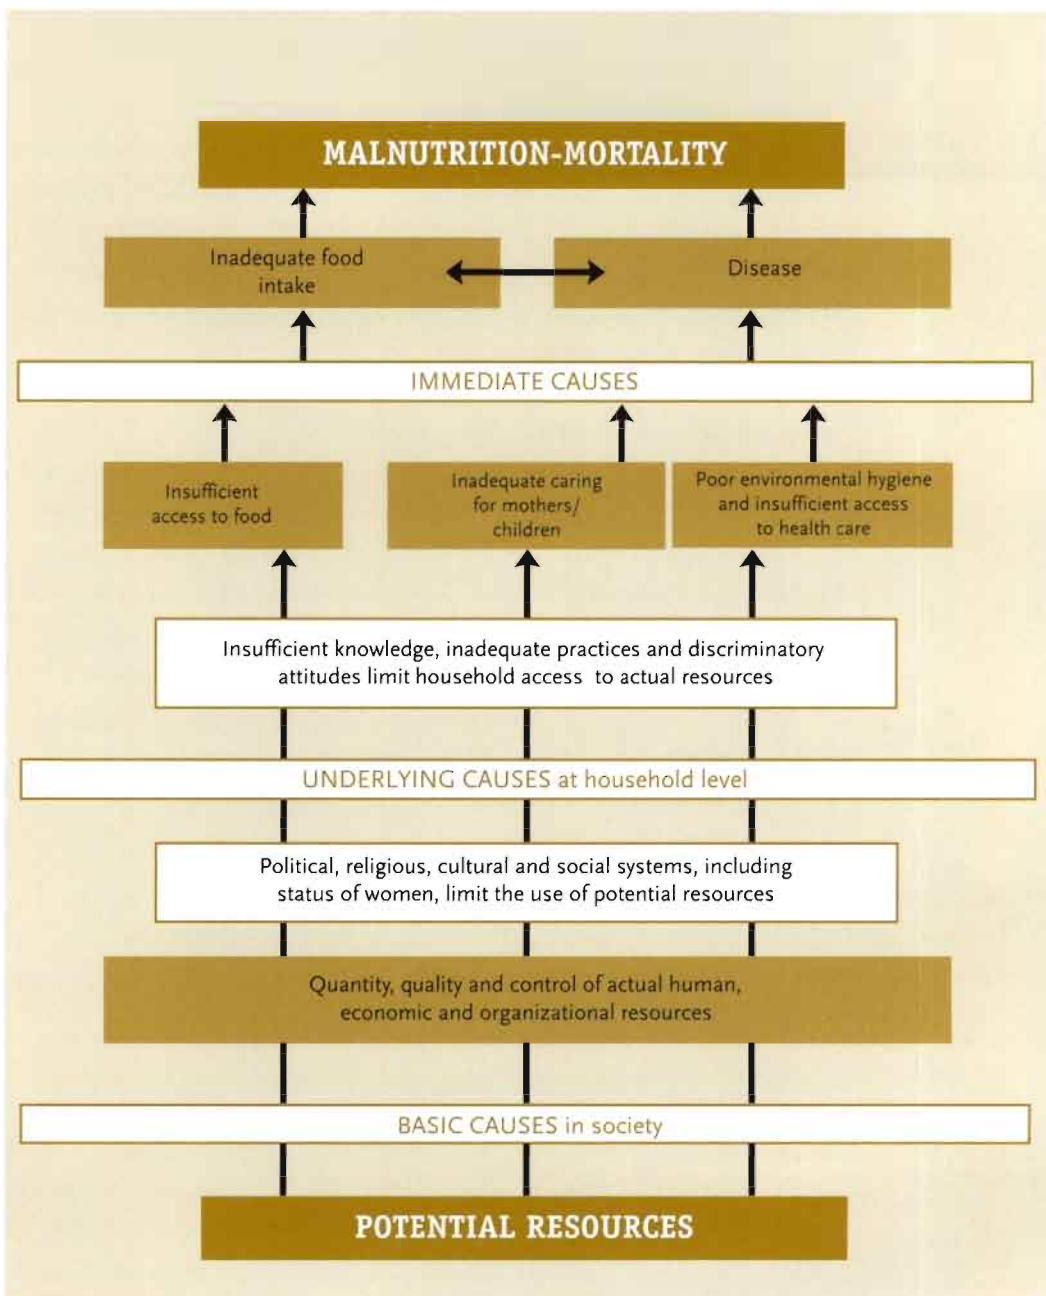 MALNUTRITION-MORTALITY
Inadequate food
intake
Disease
IMMEDIATE CAUSES
Insufficient
access to food
Inadequate caring
for mothers/
children
Poor environmental hygiene
and insufficient access
to health care
Insufficient knowledge, inadequate practices and discriminatory
attitudes limit household access to actual resources
UNDERLYING CAUSES at household level
Political, religious, cultural and social systems, including
status of women, limit the use of potential resources
Quantity, quality and control of actual human,
economic and organizational resources
BASIC CAUSES in society
POTENTIAL RESOURCES